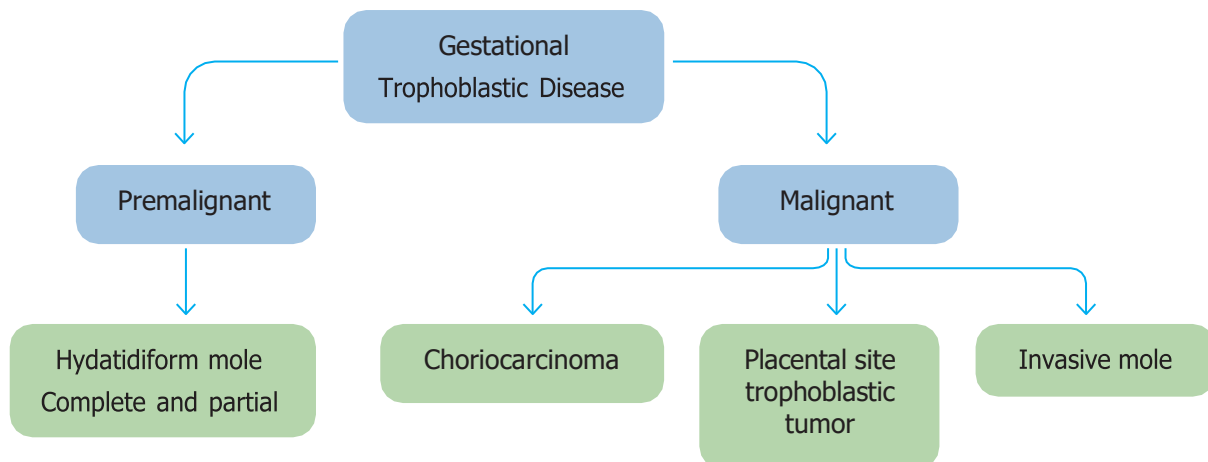 Gestational
Trophoblastic Disease
Premalignant
Malignant
Hydatidiform mole
Complete and partial
Choriocarcinoma
Placental site
trophoblastic
tumor
Invasive mole